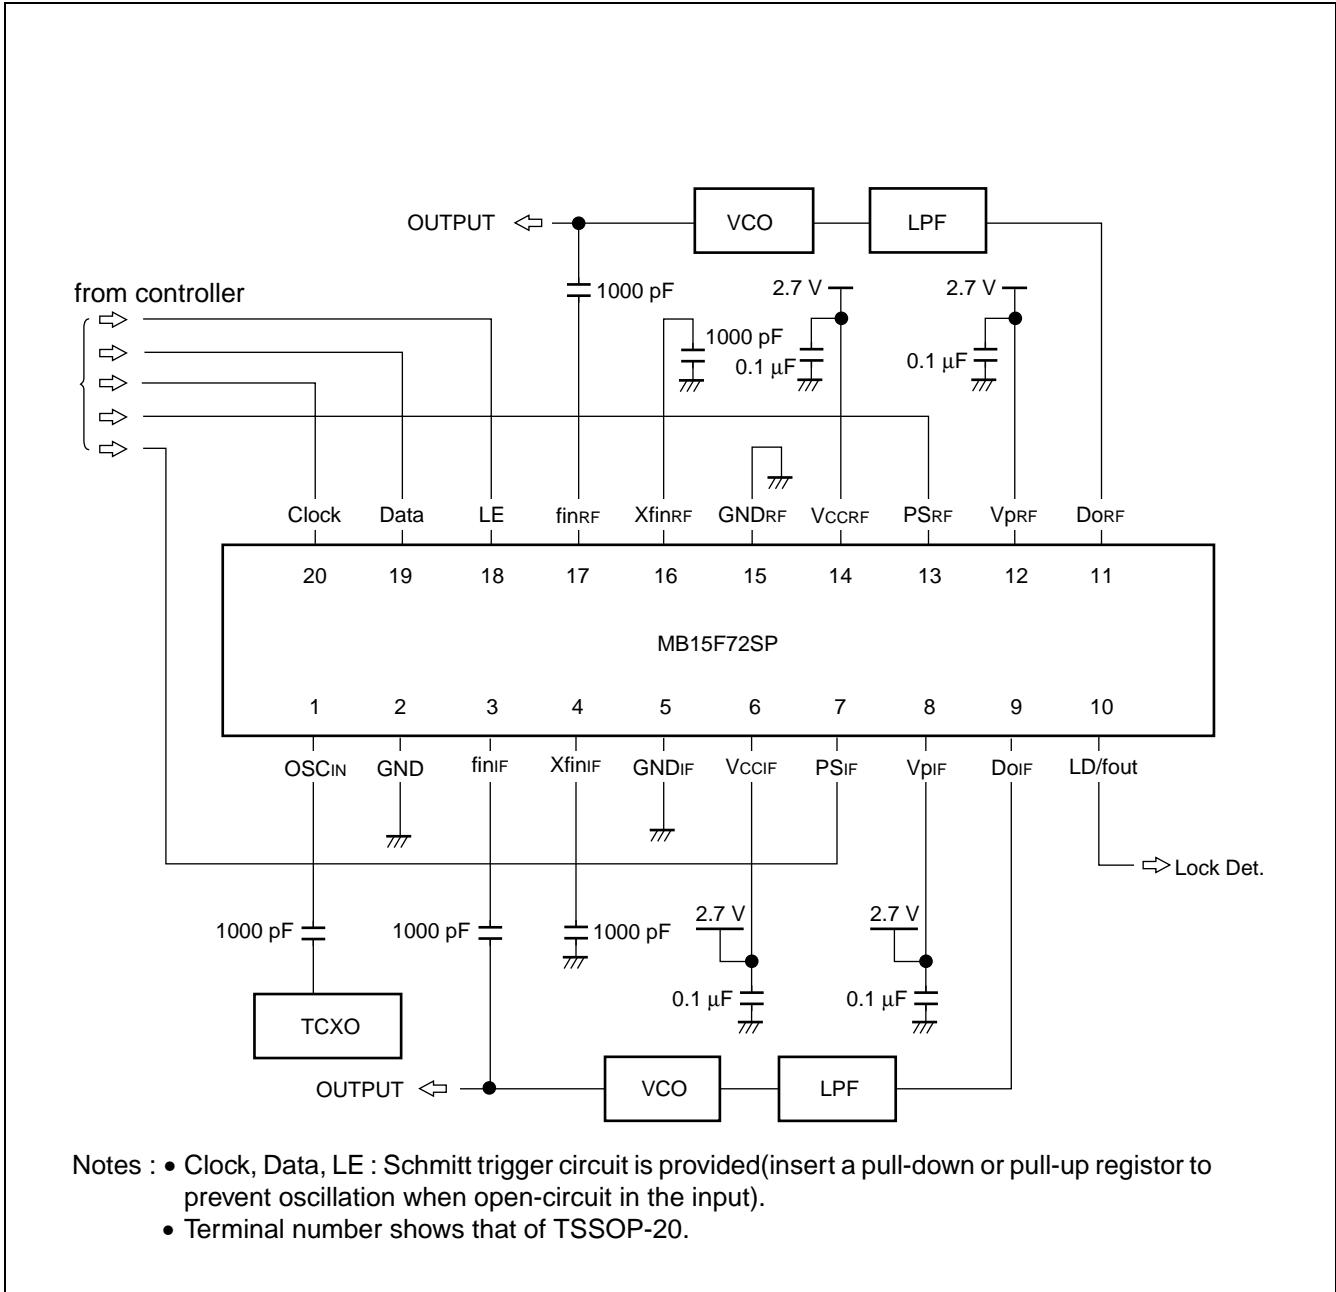 OUTPUT
VCO
LPF
from controller
1000 pF
2.7 V
2.7 V
1000 pF
0.1 μF
0.1 μF
Clock Data LE finRF XfinRF GNDRF VCCRF PSRF VpRF DoRF
20 19 18 17 16 15 14 13 12 11
MB15F72SP
1 2 3 4 5 6 7 8 9 10
OSCIN GND finIF XfinIF GNDIF VCCIF PSIF VpIF DoIF LD/fout
Lock Det.
2.7 V
2.7 V
1000 pF
1000 pF
1000 pF
0.1 μF
0.1 μF
TCXO
OUTPUT
VCO
LPF
Notes : • Clock, Data, LE : Schmitt trigger circuit is provided(insert a pull-down or pull-up registor to
prevent oscillation when open-circuit in the input).
• Terminal number shows that of TSSOP-20.